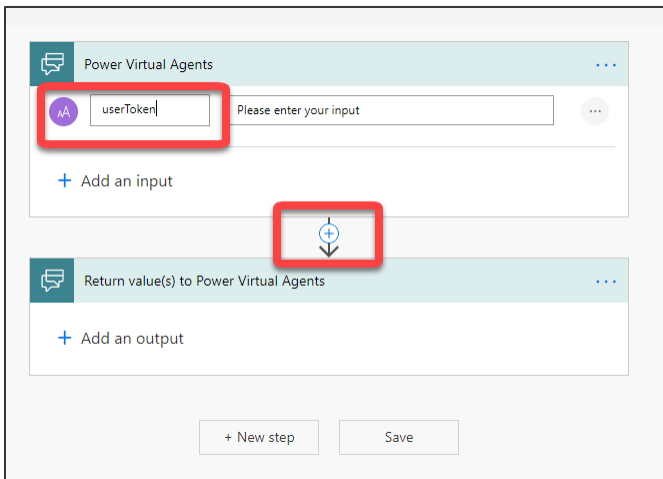 Power Virtual Agents
AA userToken Please enter your input
+ Add an input
Return value(s) to Power Virtual Agents
+ Add an output
+ New step Save